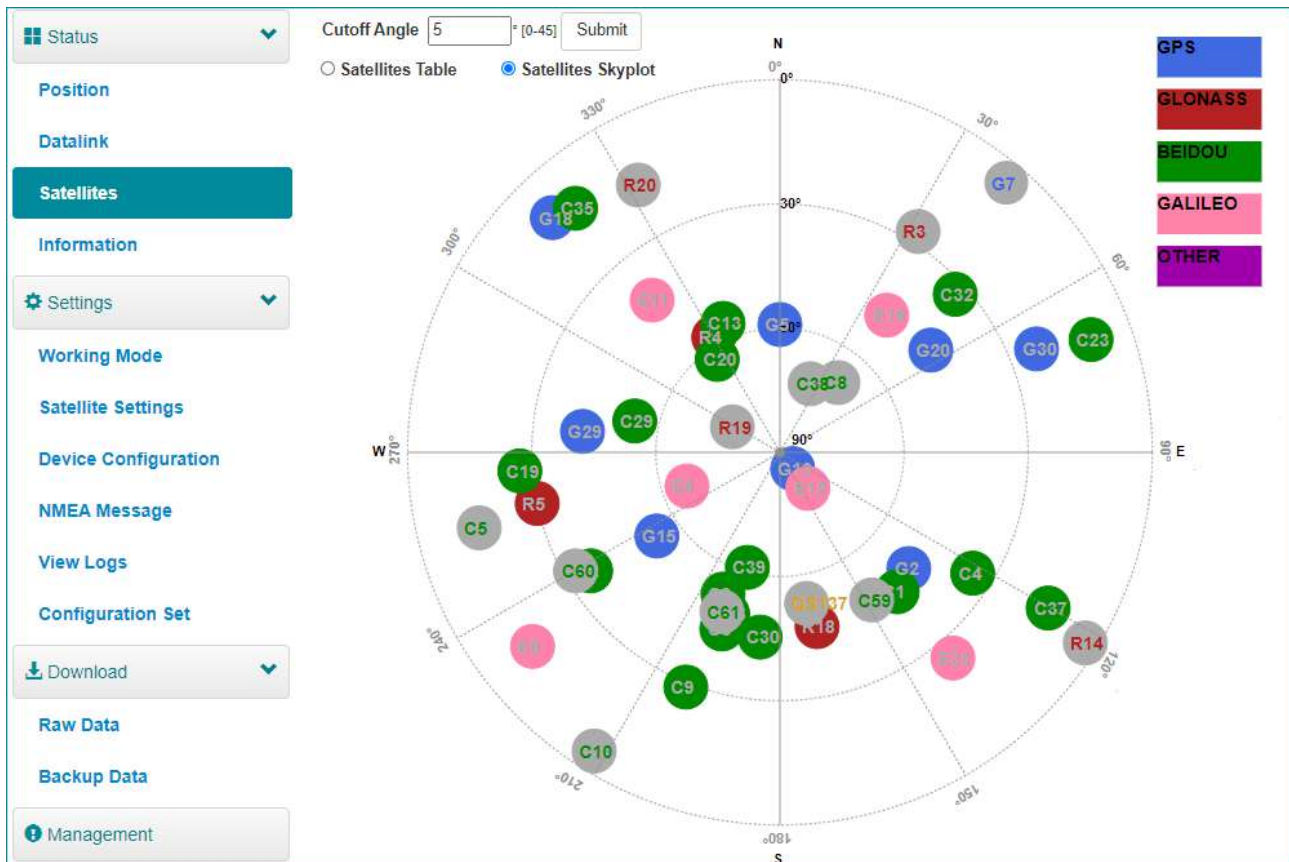 Status
Position
Datalink
Satellites
Information
Settings
Working Mode
Satellite Settings
Device Configuration
NMEA Message
View Logs
Configuration Set
Download
Raw Data
Backup Data
Management
Cutoff Angle 5 ° [0-45] Submit
Satellites Table Satellites Skyplot
N
0°
0°
330°
30°
R20
G7
G18 C35
30°
R3
300°
60°
C32
C13
R4
C20
G5
G20
G30
C23
C38 C8
G29
C29
R19
90°
W
270°
90°
E
C19
R5
C5
G15
C60
C39
G2
C4
C59
C37
C61
R18
C30
R14
C9
C10
240°
120°
210°
150°
180°
S
GPS
GLONASS
BEIDOU
GALILEO
OTHER